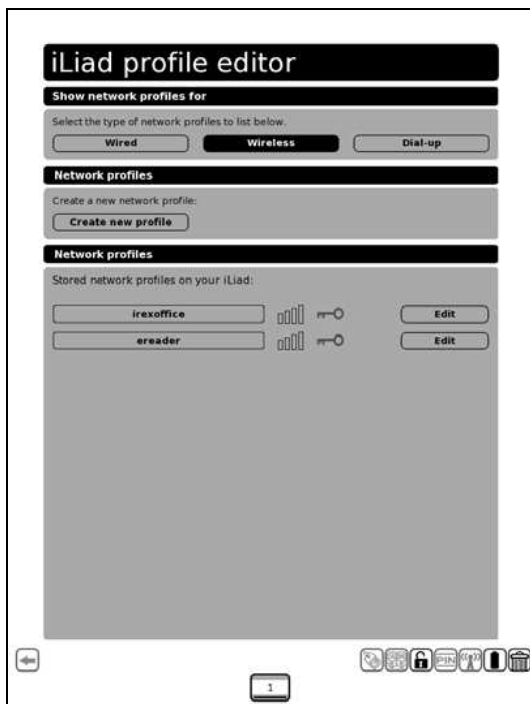 iLiad profile editor
Show network profiles for
Select the type of network profiles to list below.
Wired Wireless Dial-up
Network profiles
Create a new network profile:
Create new profile
Network profiles
Stored network profiles on your iLiad:
irexoffice Edit
ereader Edit
PIN
1